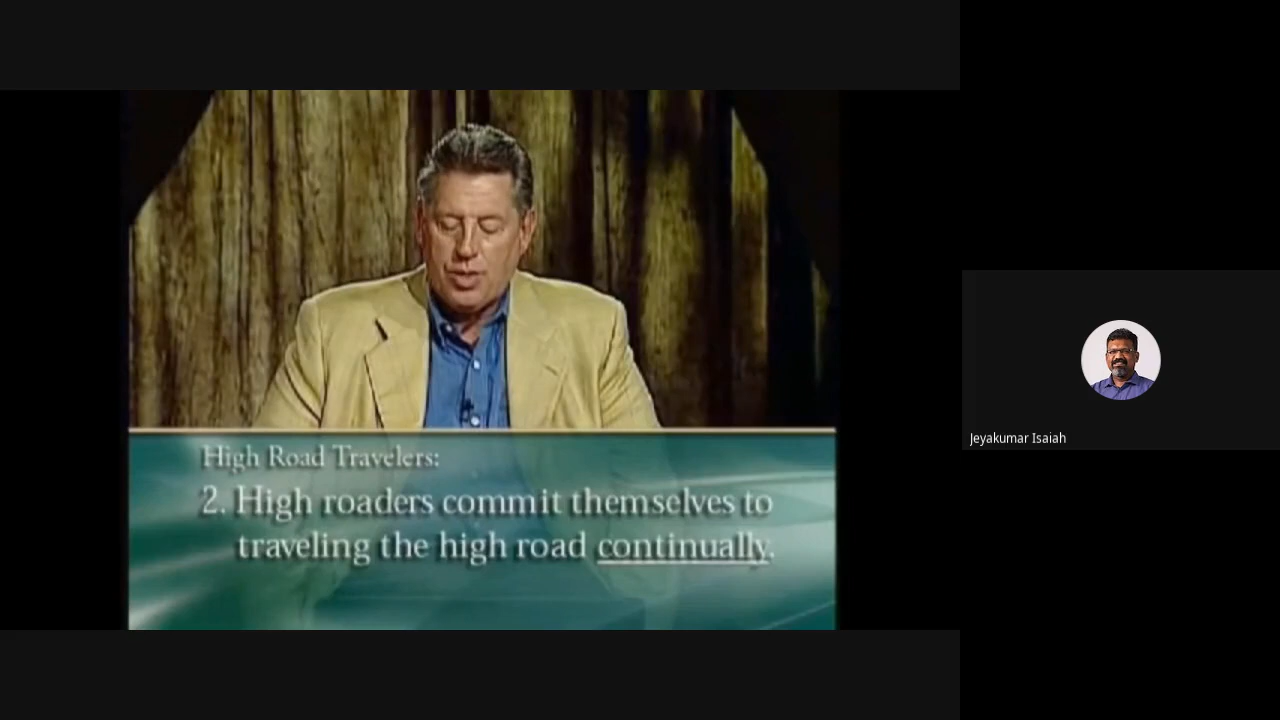 High Road Travelers:
2. High roaders commit themselves to
traveling the high road continually.
Jeyakumar Isaiah